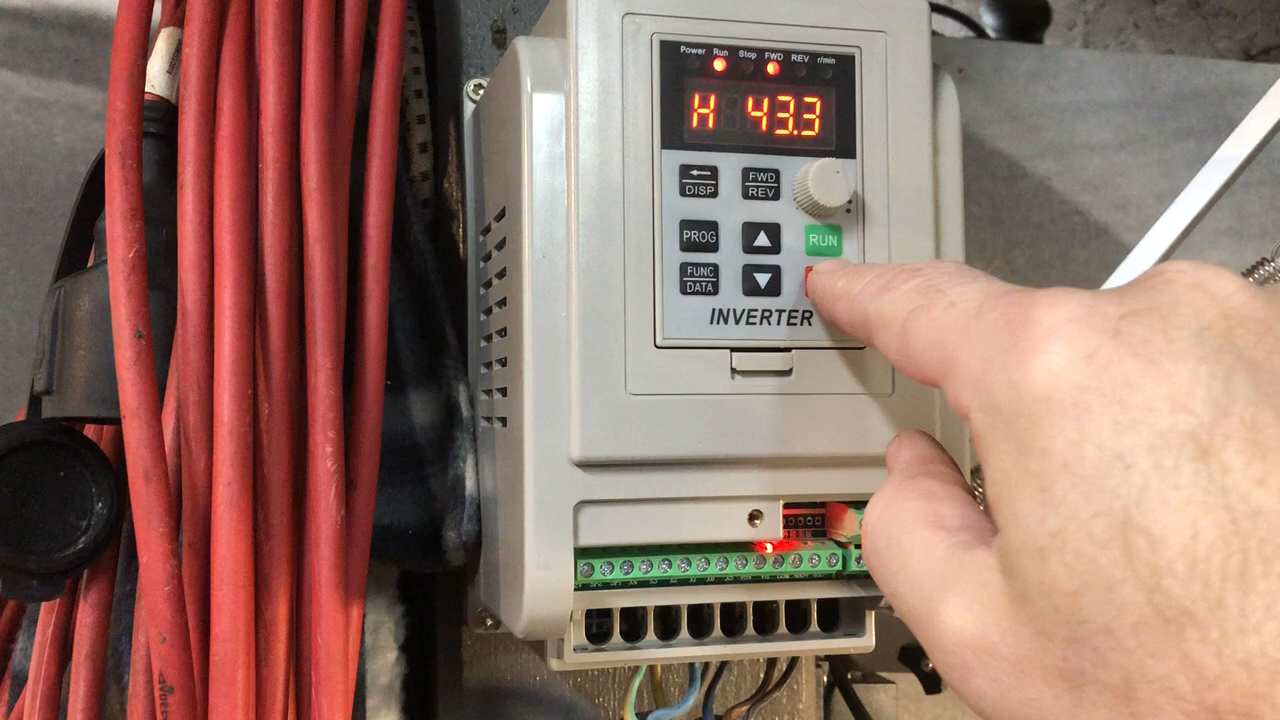 Power Run Stop FWD REV r/min
H 43.3
←
DISP
FWD
REV
PROG
RUN
FUNC
DATA
INVERTER